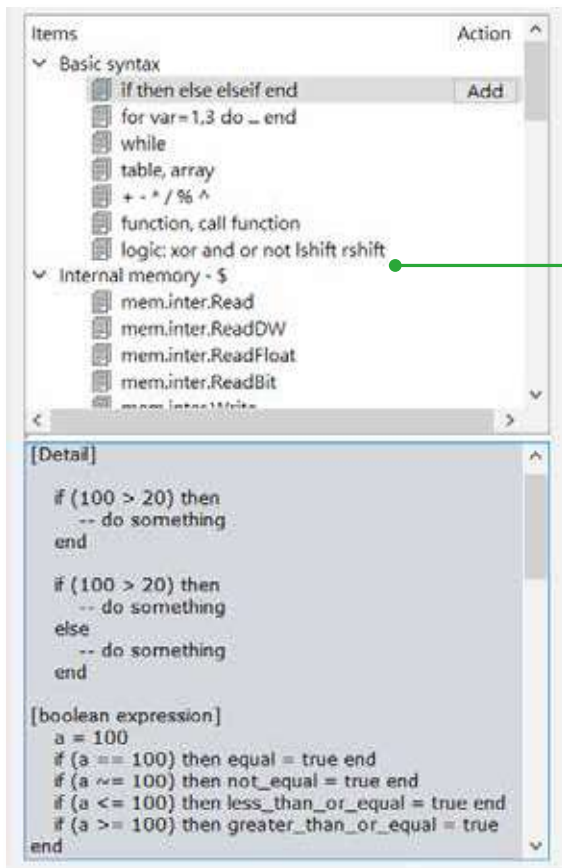 Items Action
Basic syntax
if then else elseif end Add
for var=1,3 do ... end
while
table, array
+ - * / % ^
function, call function
logic: xor and or not lshift rshift
Internal memory - $
mem.inter.Read
mem.inter.ReadDW
mem.inter.ReadFloat
mem.inter.ReadBit
mem.inter.Write
[Detail]
if (100 > 20) then
-- do something
end
if (100 > 20) then
-- do something
else
-- do something
end
[boolean expression]
a = 100
if (a == 100) then equal = true end
if (a ~= 100) then not_equal = true end
if (a <= 100) then less_than_or_equal = true end
if (a >= 100) then greater_than_or_equal = true
end